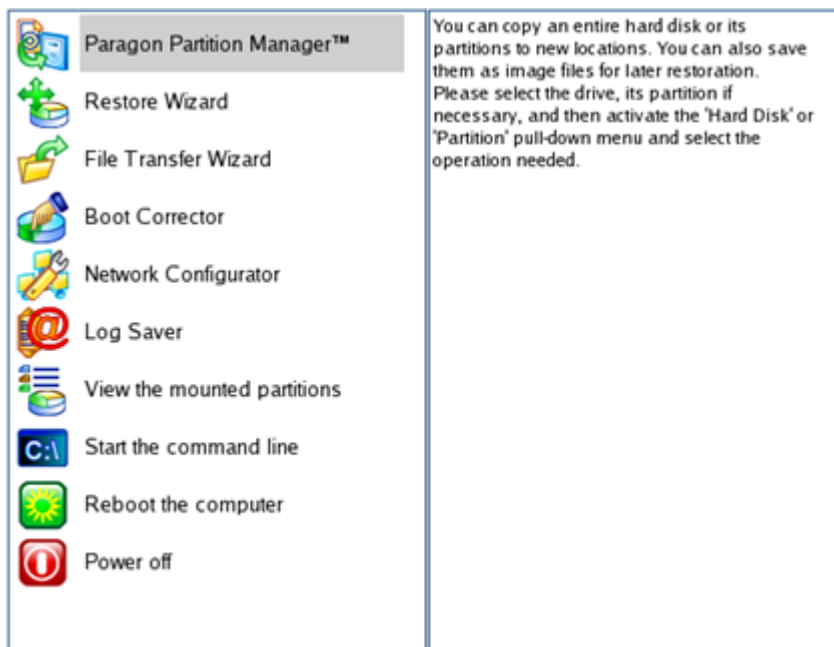 Paragon Partition Manager™
Restore Wizard
File Transfer Wizard
Boot Corrector
Network Configurator
Log Saver
View the mounted partitions
C:\
Start the command line
Reboot the computer
Power off
You can copy an entire hard disk or its
partitions to new locations. You can also save
them as image files for later restoration.
Please select the drive, its partition if
necessary, and then activate the 'Hard Disk' or
'Partition' pull-down menu and select the
operation needed.